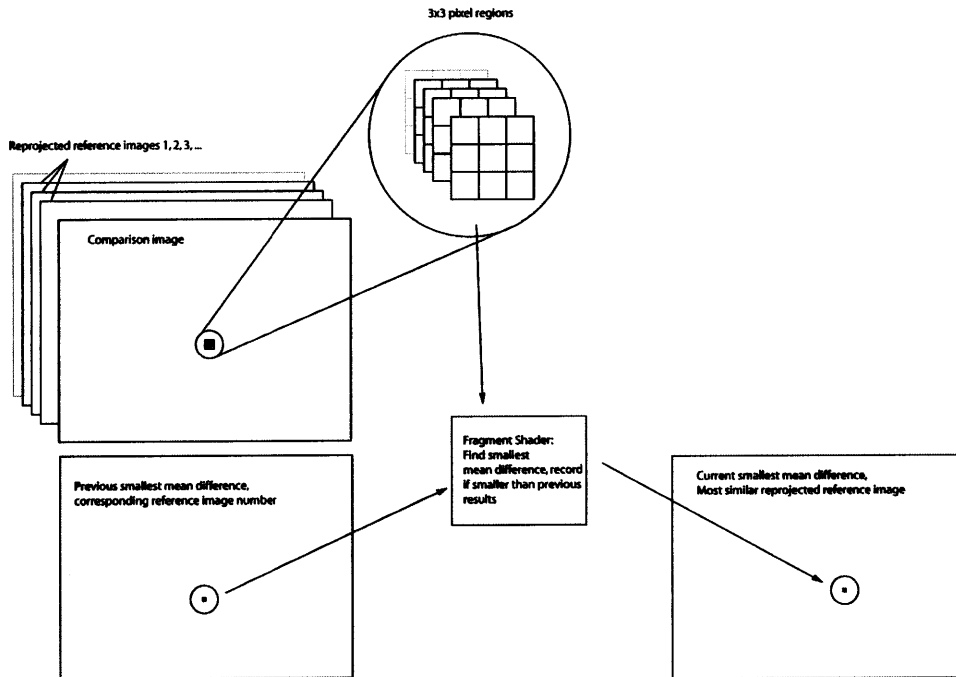 3x3 pixel regions
Reprojected reference images 1, 2, 3, ...
Comparison image
Fragment Shader:
Find smallest
mean difference, record
if smaller than previous
results
Previous smallest mean difference,
corresponding reference image number
Current smallest mean difference,
Most similar reprojected reference image